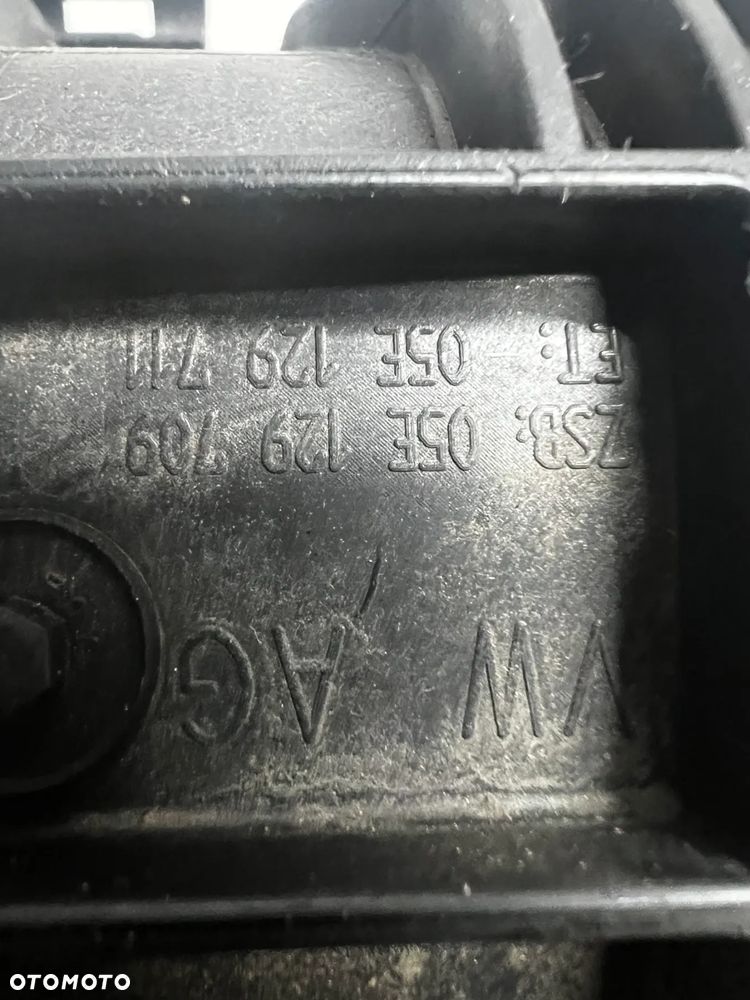 VW AG
ZSB: 05E 129 709
ET: 05E 129 711
OTOMOTO